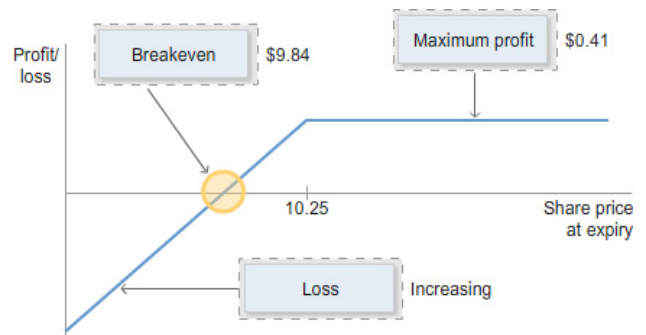 Profit/
loss
Breakeven
$9.84
Maximum profit
$0.41
10.25
Share price
at expiry
Loss
Increasing